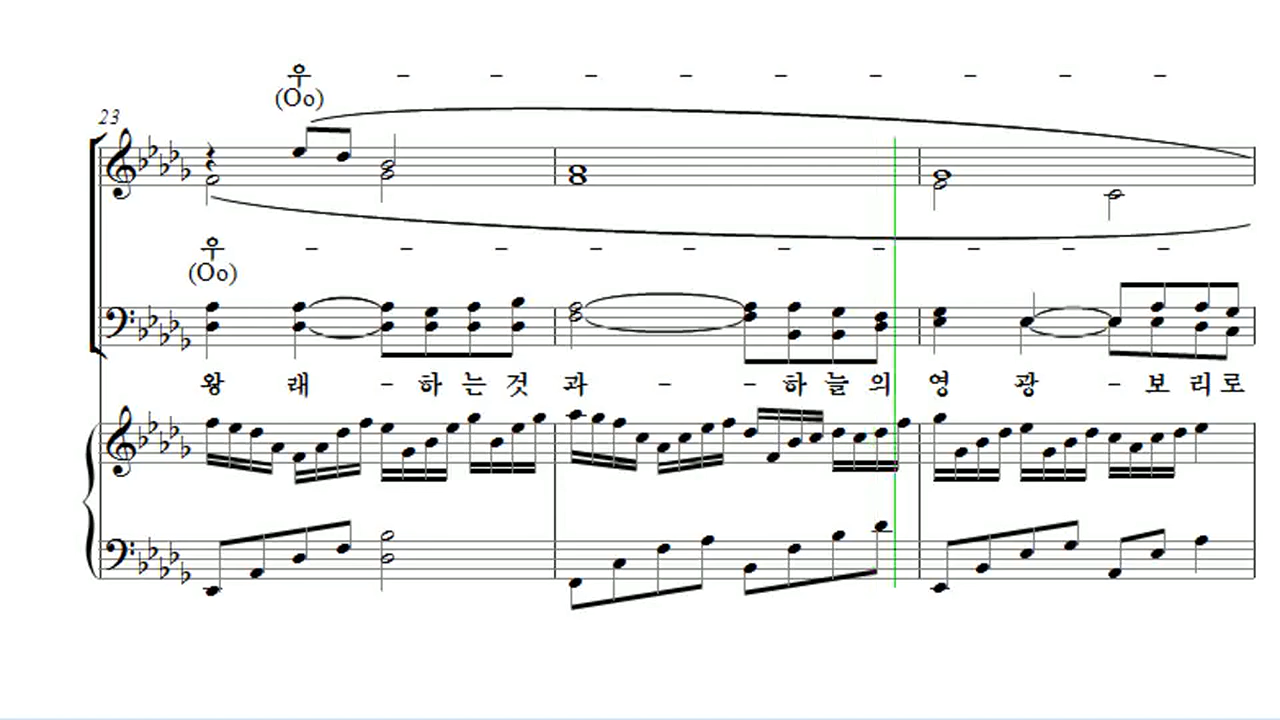 우 - - - - - - - - -
(Oo)
23
우 - - - - - - - - - -
(Oo)
왕 래 - 하 는 것 과 - - 하 늘 의 영 광 - 보 리 로